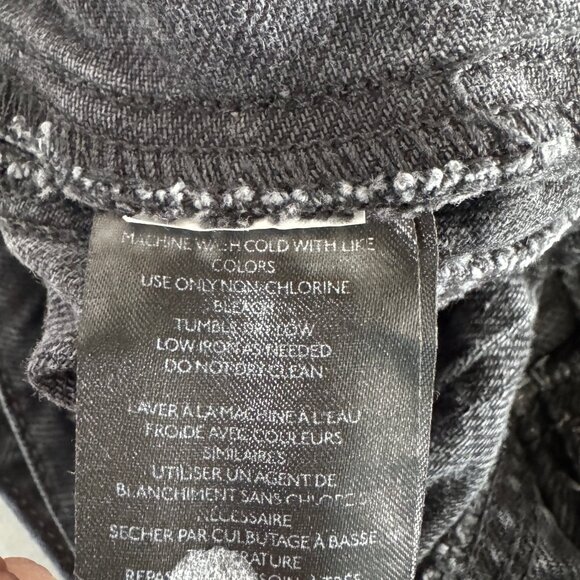 MACHINE WASH COLD WITH LIKE
COLORS
USE ONLY NON-CHLORINE
BLEACH
TUMBLE DRY LOW
LOW IRON AS NEEDED
DO NOT DRY CLEAN
LAVER À LA MACHINE À L'EAU
FROIDE AVEC COULEURS
SIMILAIRES
UTILISER UN AGENT DE
BLANCHIMENT SANS CHLORE SI
NÉCESSAIRE
SÉCHER PAR CULBUTAGE À BASSE